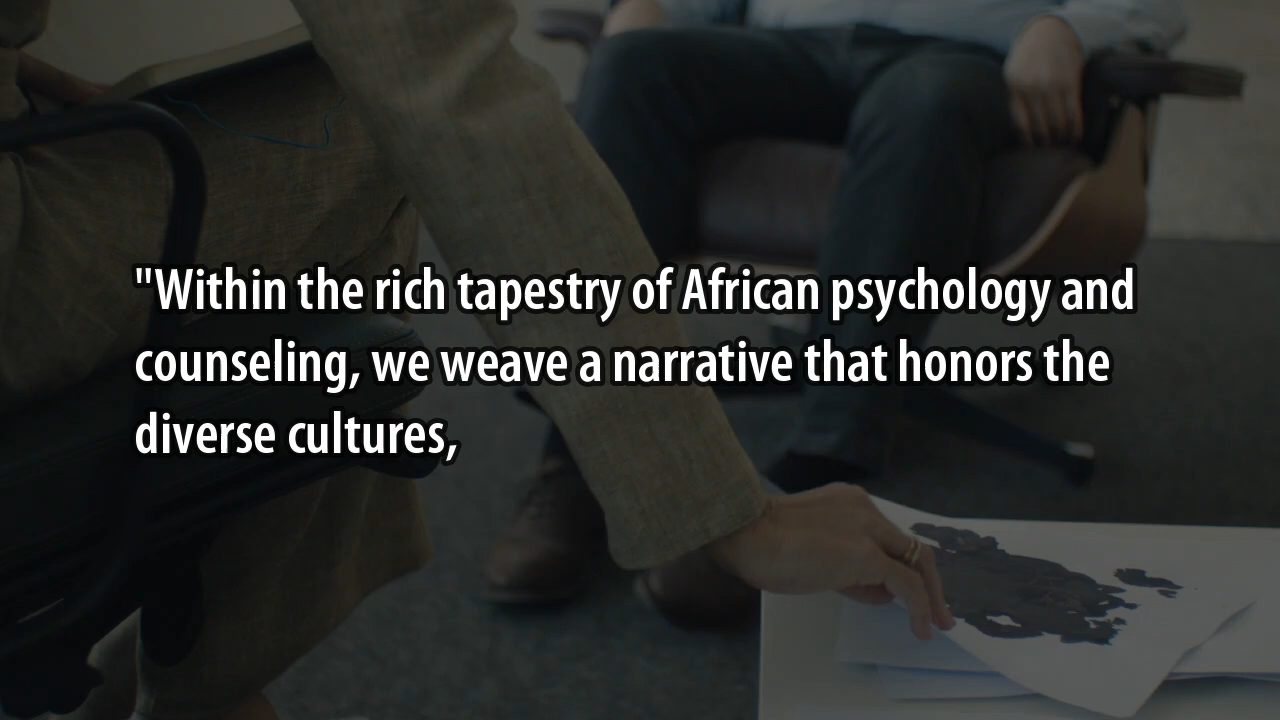 "Within the rich tapestry of African psychology and
counseling, we weave a narrative that honors the
diverse cultures,